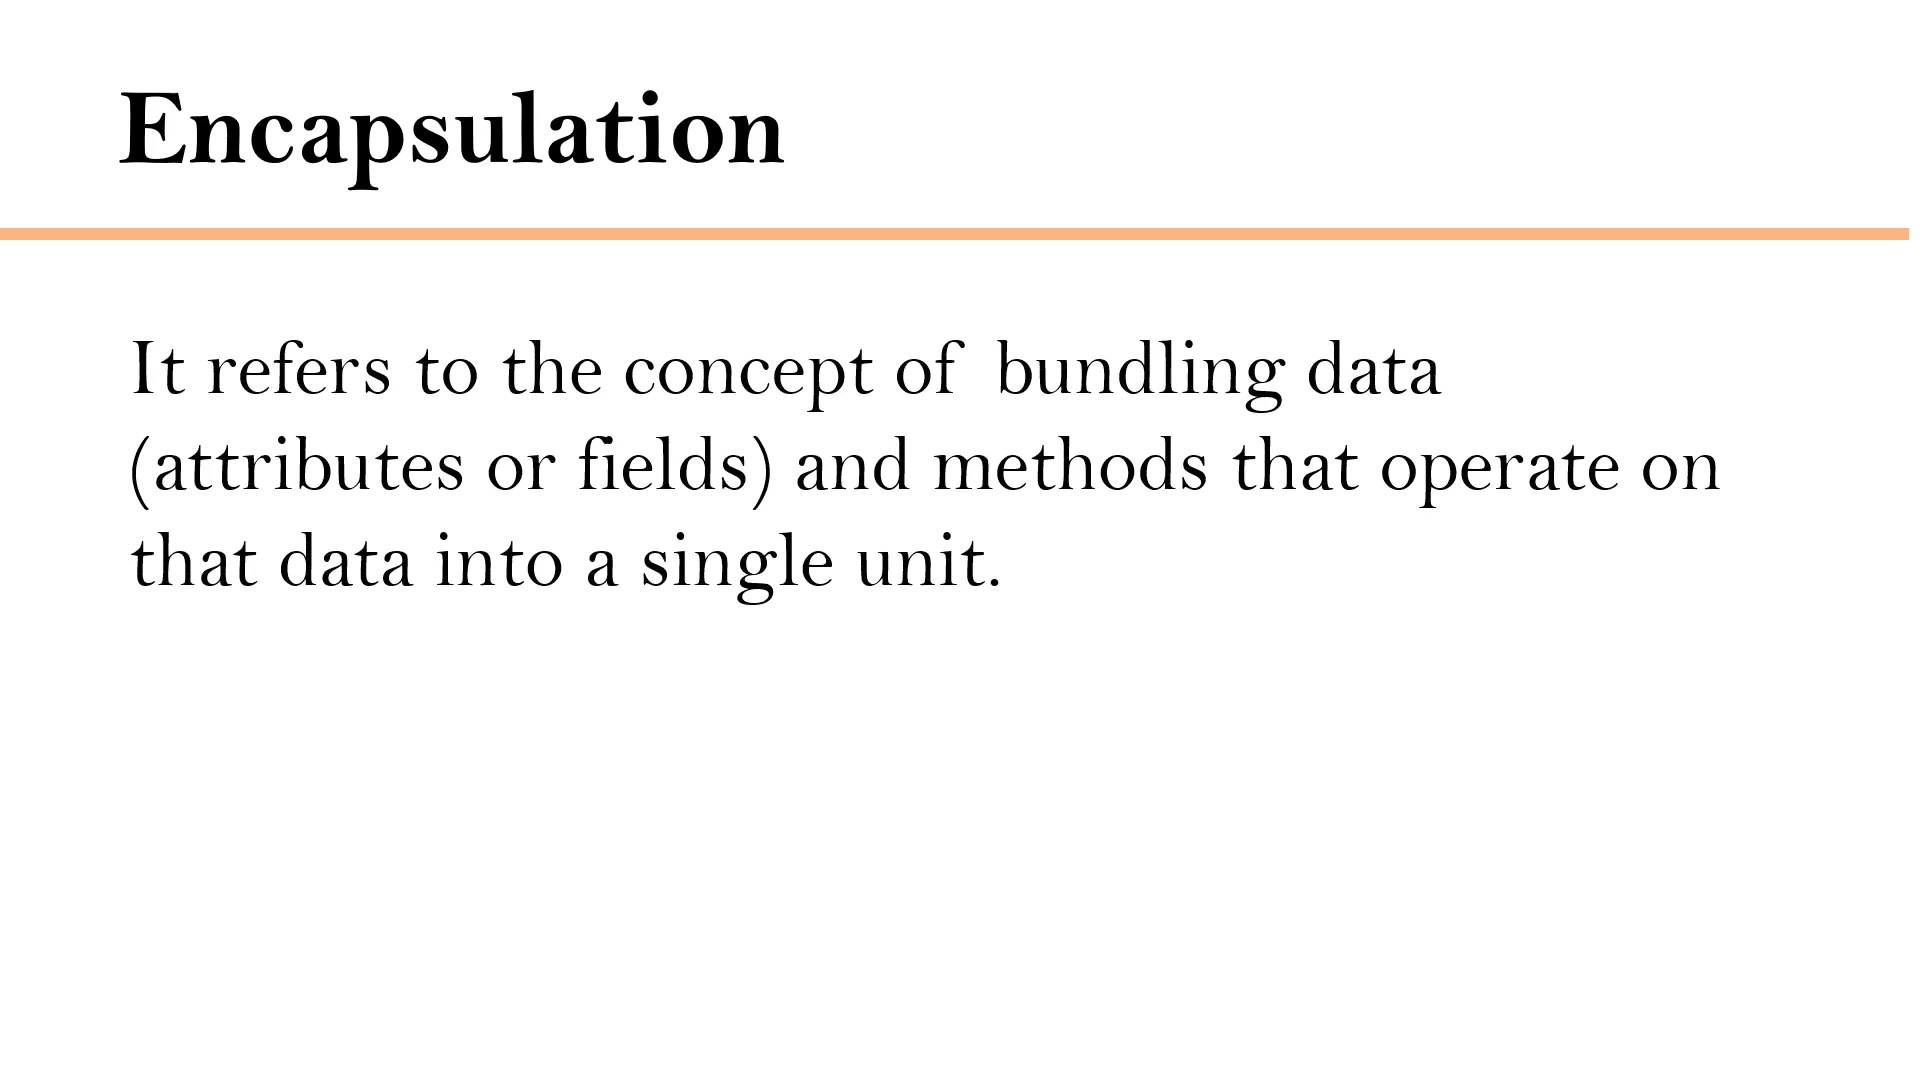 Encapsulation
It refers to the concept of bundling data
(attributes or fields) and methods that operate on
that data into a single unit.